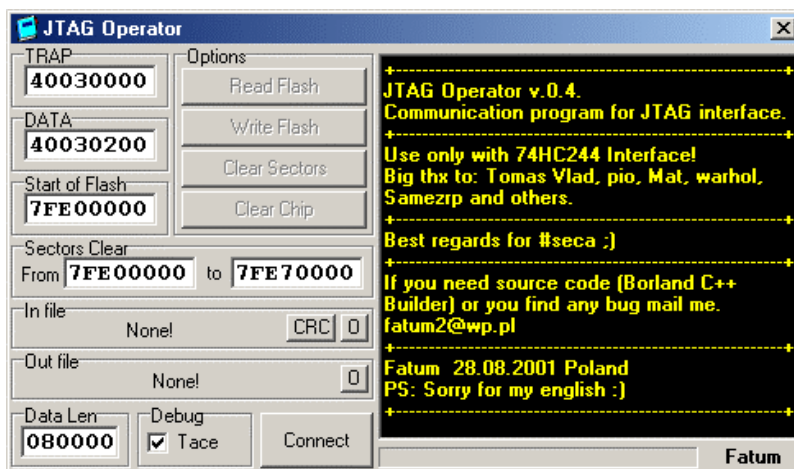 JTAG Operator
TRAP
40030000
DATA
40030200
Start of Flash
7FE00000
Options
Read Flash
Write Flash
Clear Sectors
Clear Chip
Sectors Clear
From 7FE00000 to 7FE70000
In file
None! CRC O
Out file
None! O
Data Len
080000
Debug
Tace
Connect
JTAG Operator v.0.4.
Communication program for JTAG interface.
Use only with 74HC244 Interface!
Big thx to: Tomas Vlad, pio, Mat, warhol,
Samezrp and others.
Best regards for #seca ;)
If you need source code (Borland C++
Builder) or you find any bug mail me.
fatum2@wp.pl
Fatum 28.08.2001 Poland
PS: Sorry for my english :)
Fatum